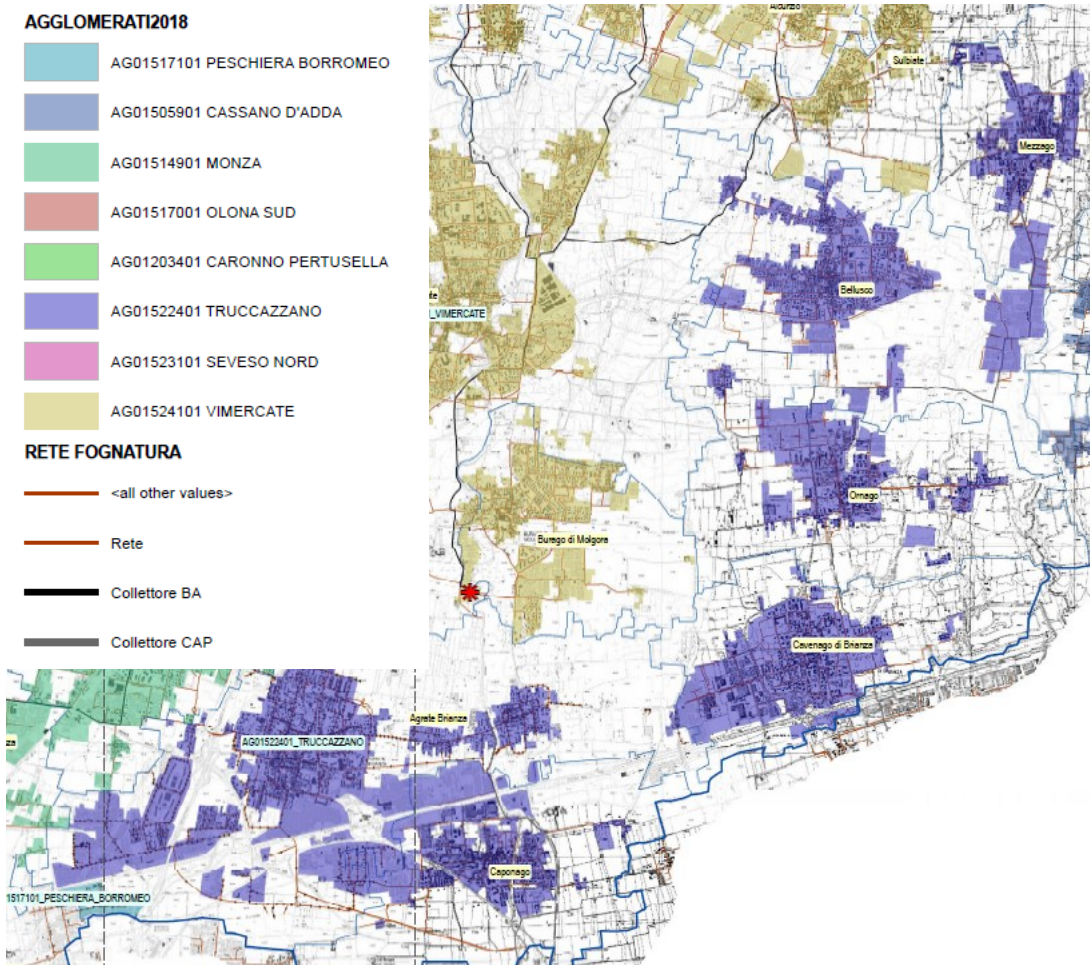 AGGLOMERATI2018
AG01517101 PESCHIERA BORROMEO
AG01505901 CASSANO D'ADDA
AG01514901 MONZA
AG01517001 OLONA SUD
AG01203401 CARONNO PERTUSELLA
AG01522401 TRUCCAZZANO
AG01523101 SEVESO NORD
AG01524101 VIMERCATE
RETE FOGNATURA
<all other values>
Rete
Collettore BA
Collettore CAP
Aicurzio
Sulbiate
Mezzago
Bellusco
_VIMERCATE
Ornago
Burago di Molgora
Cavenago di Brianza
Agrate Brianza
AG01522401_TRUCCAZZANO
Caponago
1517101_PESCHIERA_BORROMEO